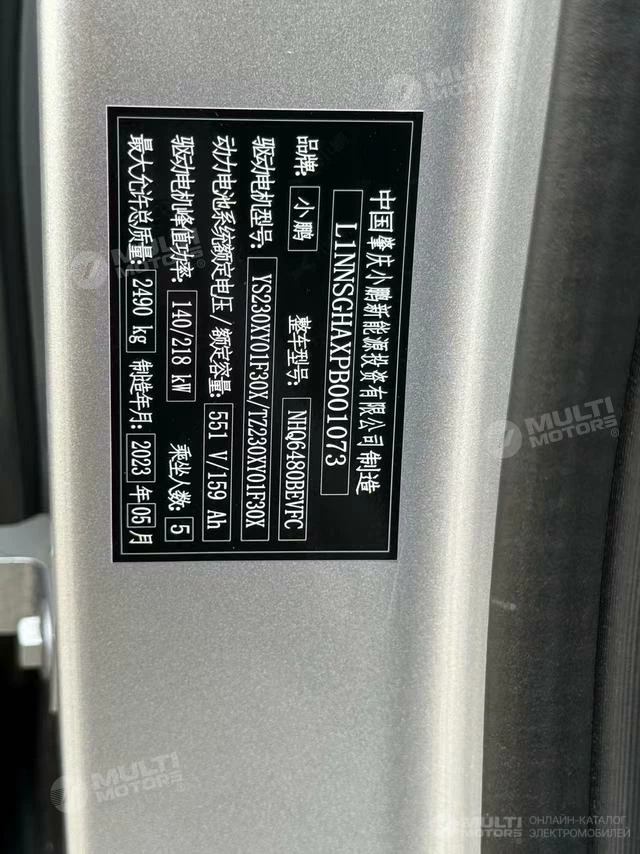 中国肇庆小鹏新能源投资有限公司制造
L1NNSGHAXPB001073
品牌: 小鹏 整车型号: NHQ6480BEVFC
驱动电机型号: YS230XY01F30X/TZ230XY01F30X
动力电池系统额定电压/额定容量: 551 V/159 Ah
驱动电机峰值功率: 140/218 kW 乘坐人数: 5
最大允许总质量: 2490 kg 制造年月: 2023 年 05 月
MULTI MOTORS
MULTI MOTORS
MULTI MOTORS
MULTI MOTORS
MULTI MOTORS
ОНЛАЙН-КАТАЛОГ
ЭЛЕКТРОМОБИЛЕЙ